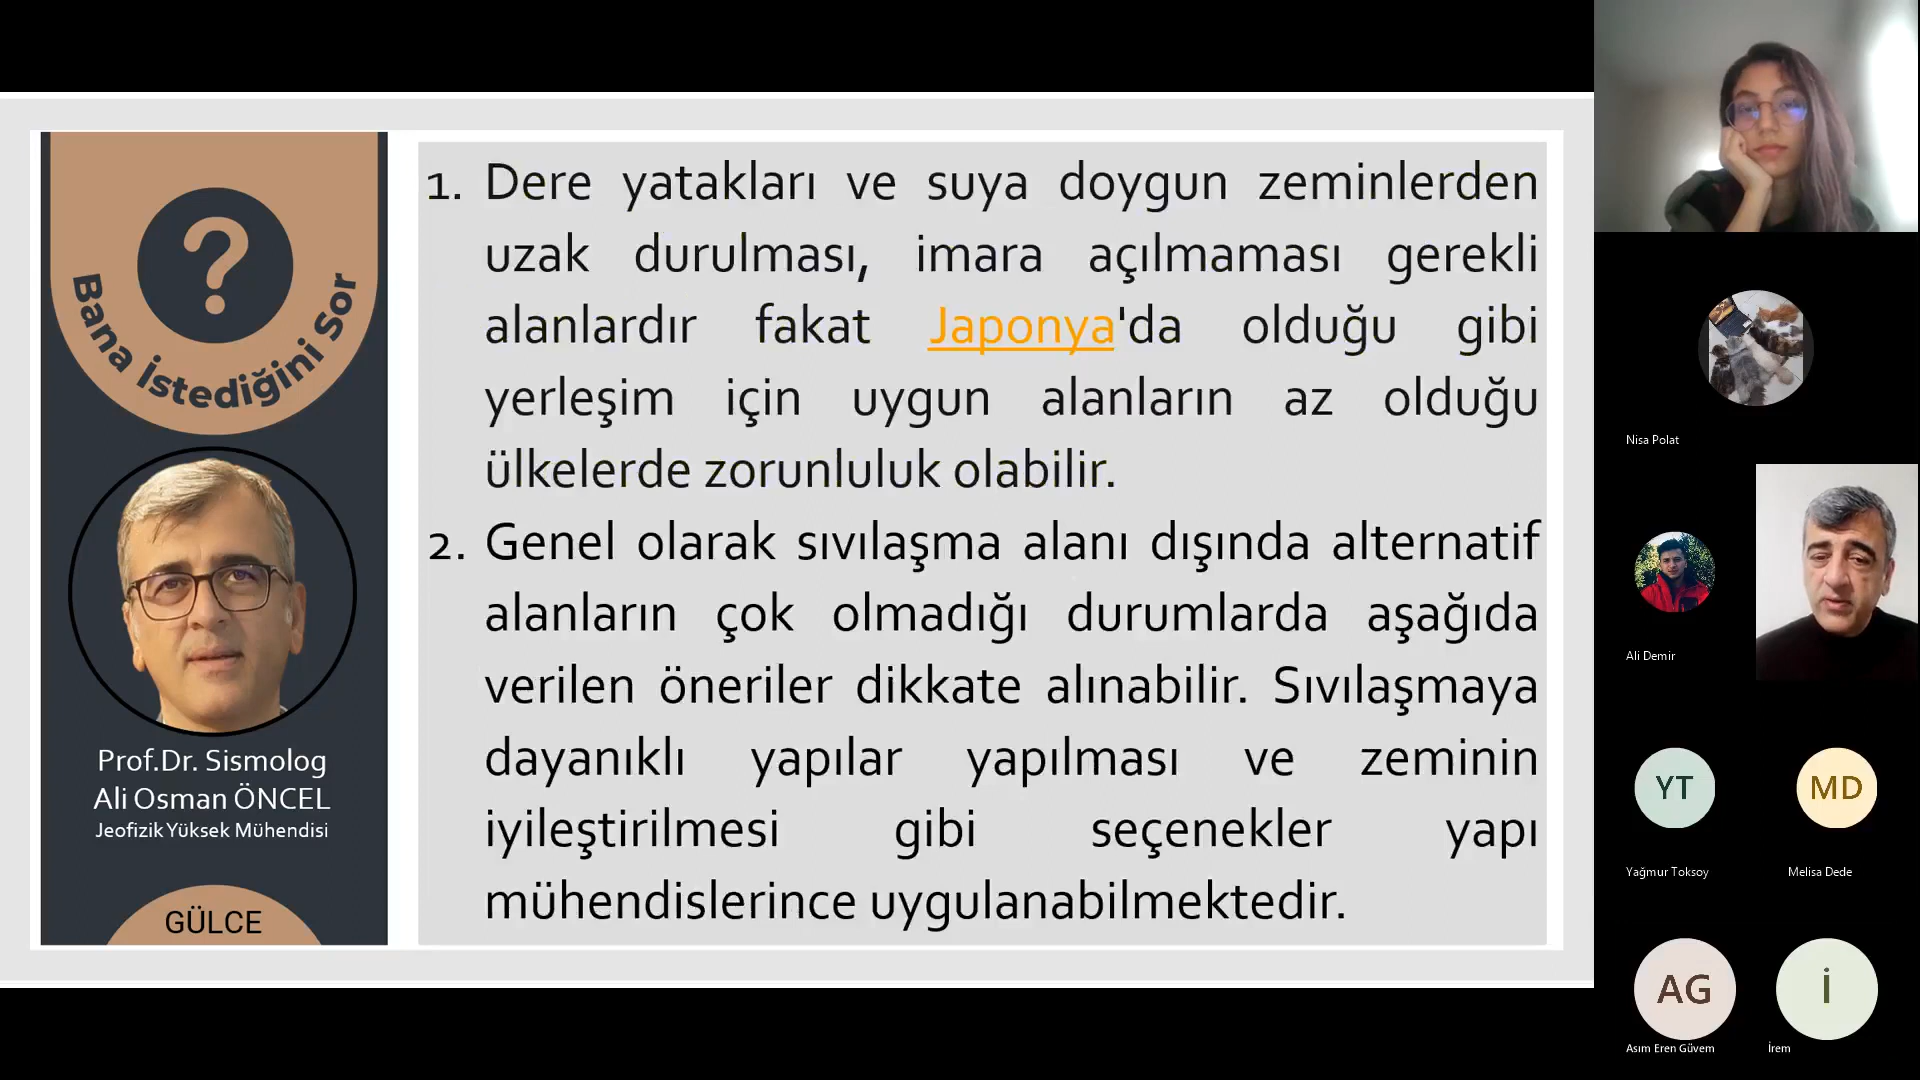 ?
Bana İstediğini Sor
Prof.Dr. Sismolog
Ali Osman ÖNCEL
Jeofizik Yüksek Mühendisi
GÜLCE
1. Dere yatakları ve suya doygun zeminlerden
uzak durulması, imara açılmaması gerekli
alanlardır fakat Japonya'da olduğu gibi
yerleşim için uygun alanların az olduğu
ülkelerde zorunluluk olabilir.
2. Genel olarak sıvılaşma alanı dışında alternatif
alanların çok olmadığı durumlarda aşağıda
verilen öneriler dikkate alınabilir. Sıvılaşmaya
dayanıklı yapılar yapılması ve zeminin
iyileştirilmesi gibi seçenekler yapı
mühendislerince uygulanabilmektedir.
Nisa Polat
Ali Demir
YT
MD
Yağmur Toksoy
Melisa Dede
AG
İ
Asım Eren Güvem
İrem